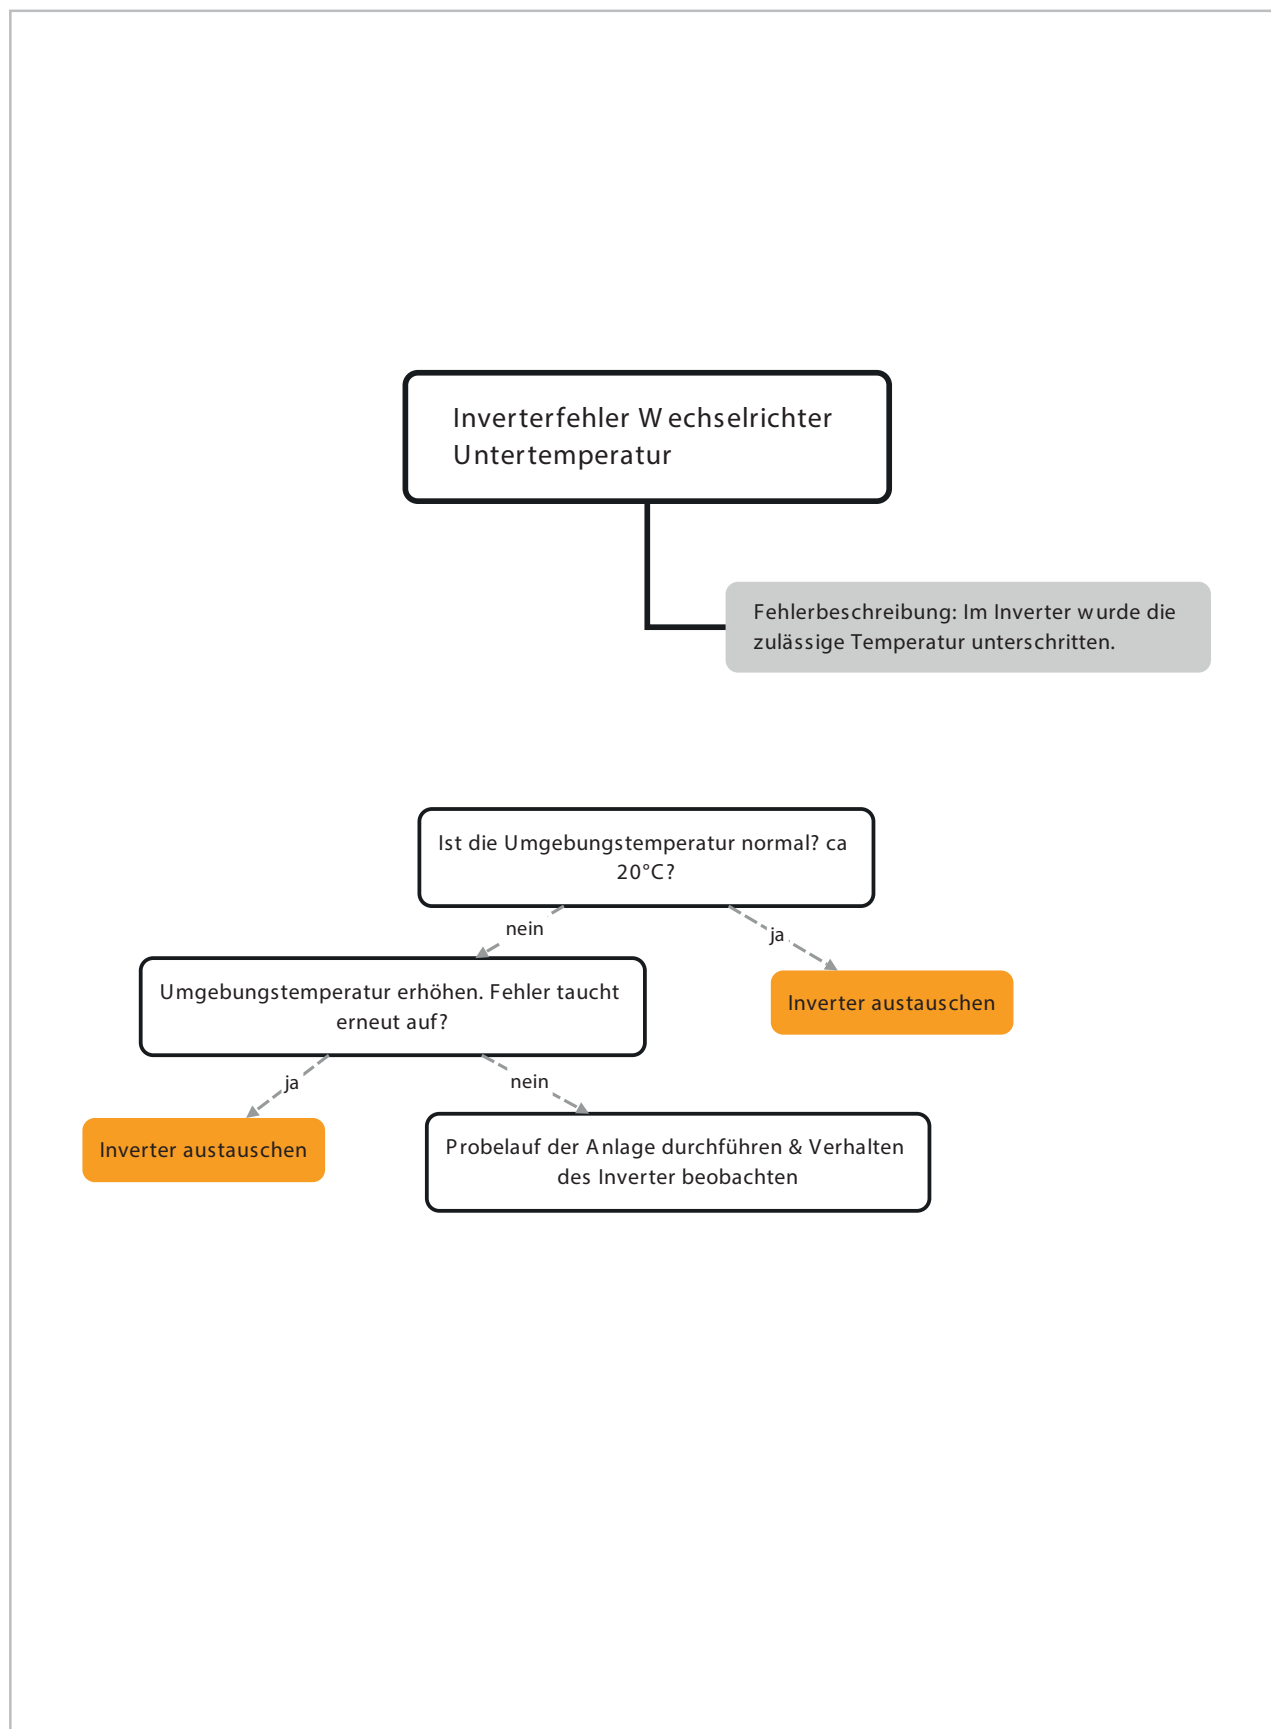 Inverterfehler Wechselrichter
Untertemperatur
Fehlerbeschreibung: Im Inverter wurde die
zulässige Temperatur unterschritten.
Ist die Umgebungstemperatur normal? ca
20°C?
nein
ja
Umgebungstemperatur erhöhen. Fehler taucht
erneut auf?
Inverter austauschen
ja
nein
Inverter austauschen
Probelauf der Anlage durchführen & Verhalten
des Inverter beobachten